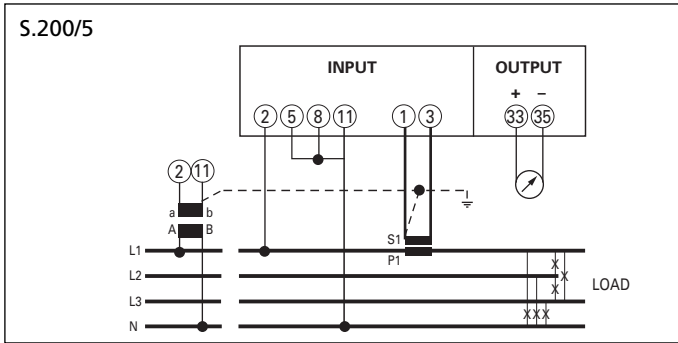 S.200/5
INPUT OUTPUT
+ –
2 5 8 11 1 3 33 35
2 11
a b
A B
S1
L1 P1
L2 LOAD
L3
N